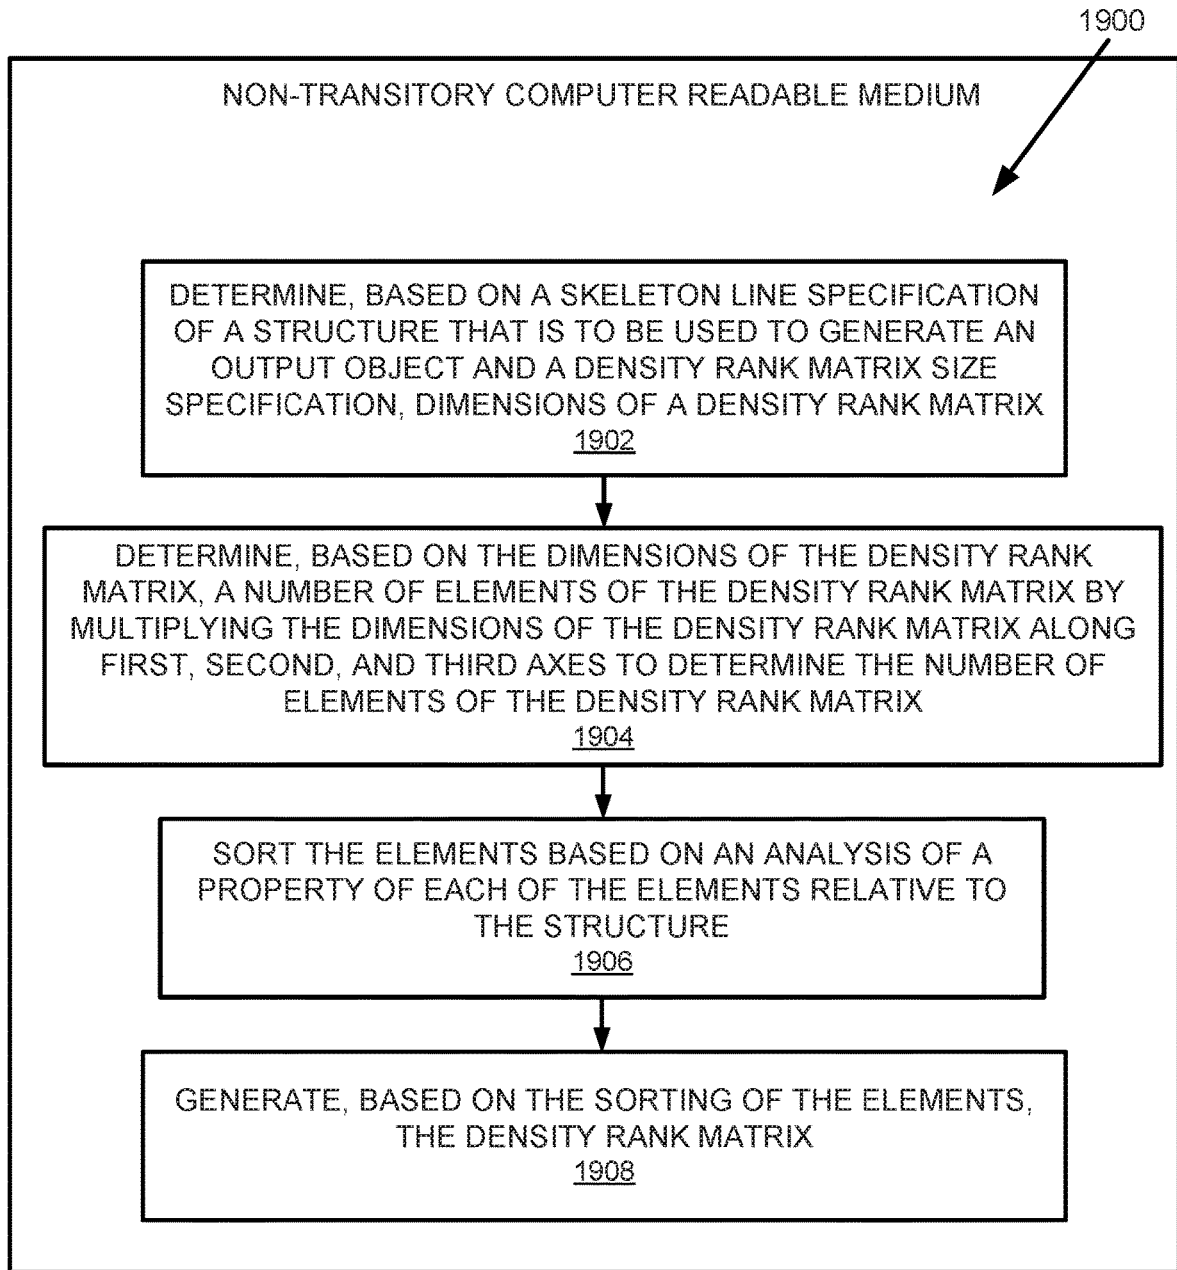 1900
NON-TRANSITORY COMPUTER READABLE MEDIUM
DETERMINE, BASED ON A SKELETON LINE SPECIFICATION
OF A STRUCTURE THAT IS TO BE USED TO GENERATE AN
OUTPUT OBJECT AND A DENSITY RANK MATRIX SIZE
SPECIFICATION, DIMENSIONS OF A DENSITY RANK MATRIX
1902
DETERMINE, BASED ON THE DIMENSIONS OF THE DENSITY RANK
MATRIX, A NUMBER OF ELEMENTS OF THE DENSITY RANK MATRIX BY
MULTIPLYING THE DIMENSIONS OF THE DENSITY RANK MATRIX ALONG
FIRST, SECOND, AND THIRD AXES TO DETERMINE THE NUMBER OF
ELEMENTS OF THE DENSITY RANK MATRIX
1904
SORT THE ELEMENTS BASED ON AN ANALYSIS OF A
PROPERTY OF EACH OF THE ELEMENTS RELATIVE TO
THE STRUCTURE
1906
GENERATE, BASED ON THE SORTING OF THE ELEMENTS,
THE DENSITY RANK MATRIX
1908